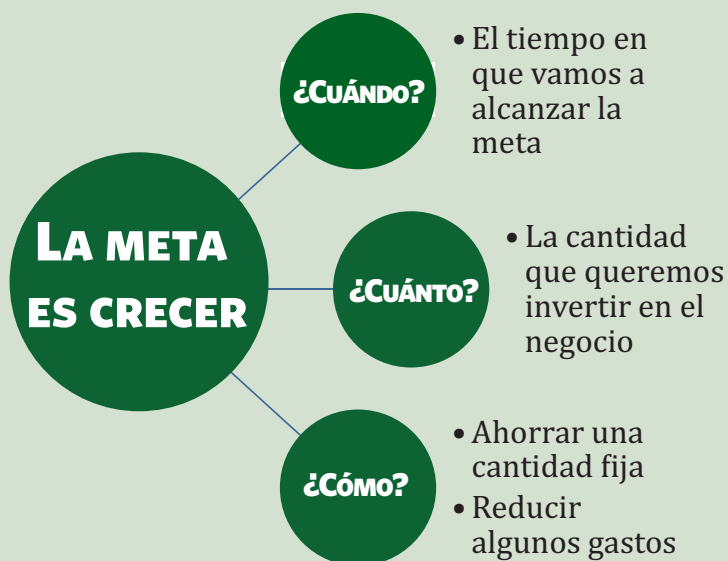 LA META
ES CRECER
¿CUÁNDO?
• El tiempo en
que vamos a
alcanzar la
meta
¿CUÁNTO?
• La cantidad
que queremos
invertir en el
negocio
¿CÓMO?
• Ahorrar una
cantidad fija
• Reducir
algunos gastos